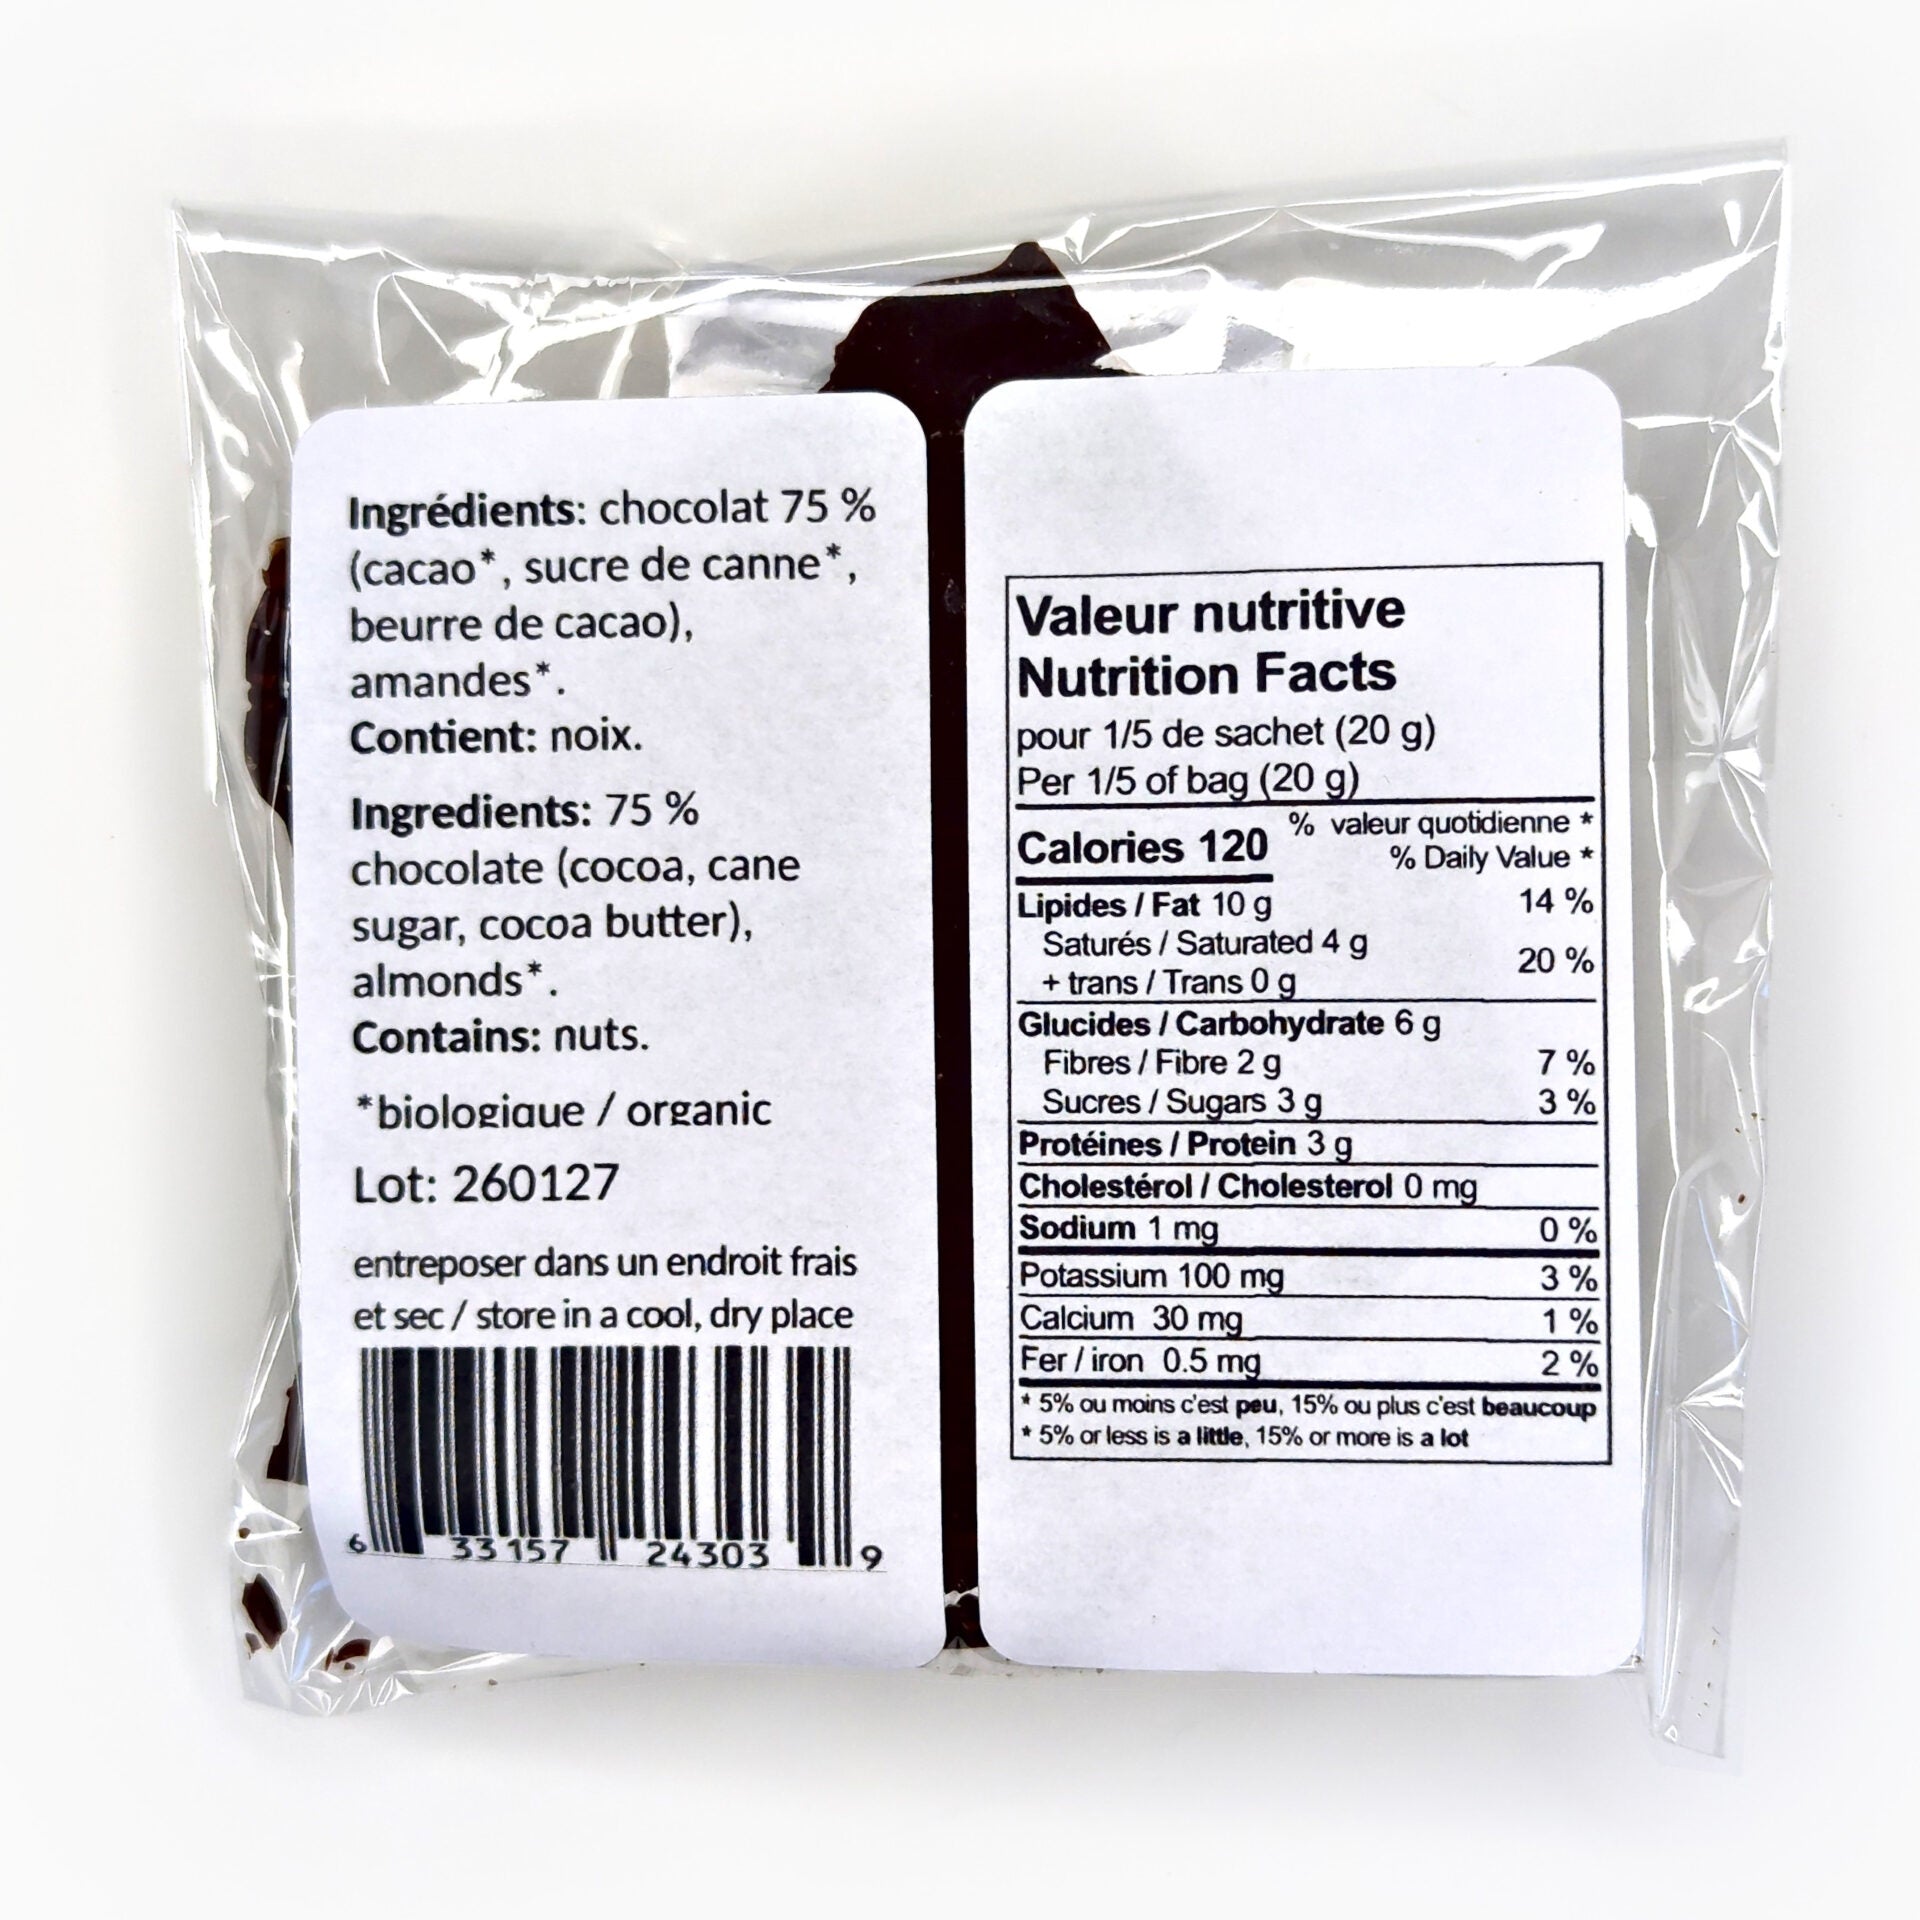 Ingrédients: chocolat 75 %
(cacao*, sucre de canne*,
beurre de cacao),
amandes*.
Contient: noix.
Ingredients: 75 %
chocolate (cocoa, cane
sugar, cocoa butter),
almonds*.
Contains: nuts.
*biologique / organic
Lot: 260127
entreposer dans un endroit frais
et sec / store in a cool, dry place
6 33157 24303 9
Valeur nutritive
Nutrition Facts
pour 1/5 de sachet (20 g)
Per 1/5 of bag (20 g)
Calories 120
% valeur quotidienne *
% Daily Value *
Lipides / Fat 10 g 14 %
Saturés / Saturated 4 g
+ trans / Trans 0 g 20 %
Glucides / Carbohydrate 6 g
Fibres / Fibre 2 g 7 %
Sucres / Sugars 3 g 3 %
Protéines / Protein 3 g
Cholestérol / Cholesterol 0 mg
Sodium 1 mg 0 %
Potassium 100 mg 3 %
Calcium 30 mg 1 %
Fer / iron 0.5 mg 2 %
* 5% ou moins c'est peu, 15% ou plus c'est beaucoup
* 5% or less is a little, 15% or more is a lot